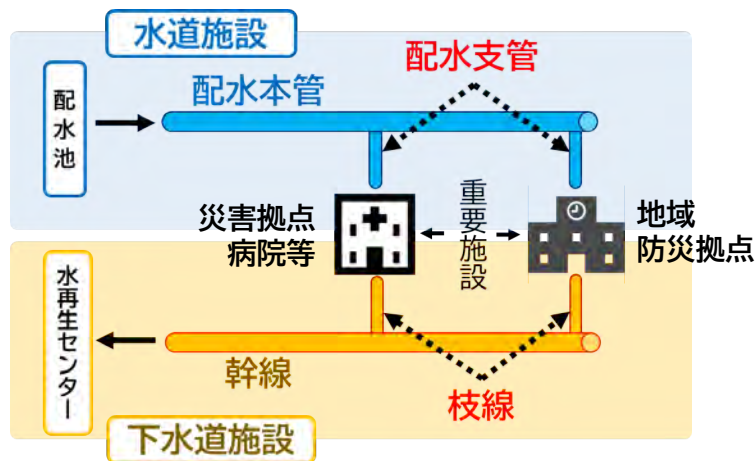 水道施設
配水支管
配水本管
配水池
災害拠点
病院等
重要施設
地域
防災拠点
水再生センター
幹線
枝線
下水道施設